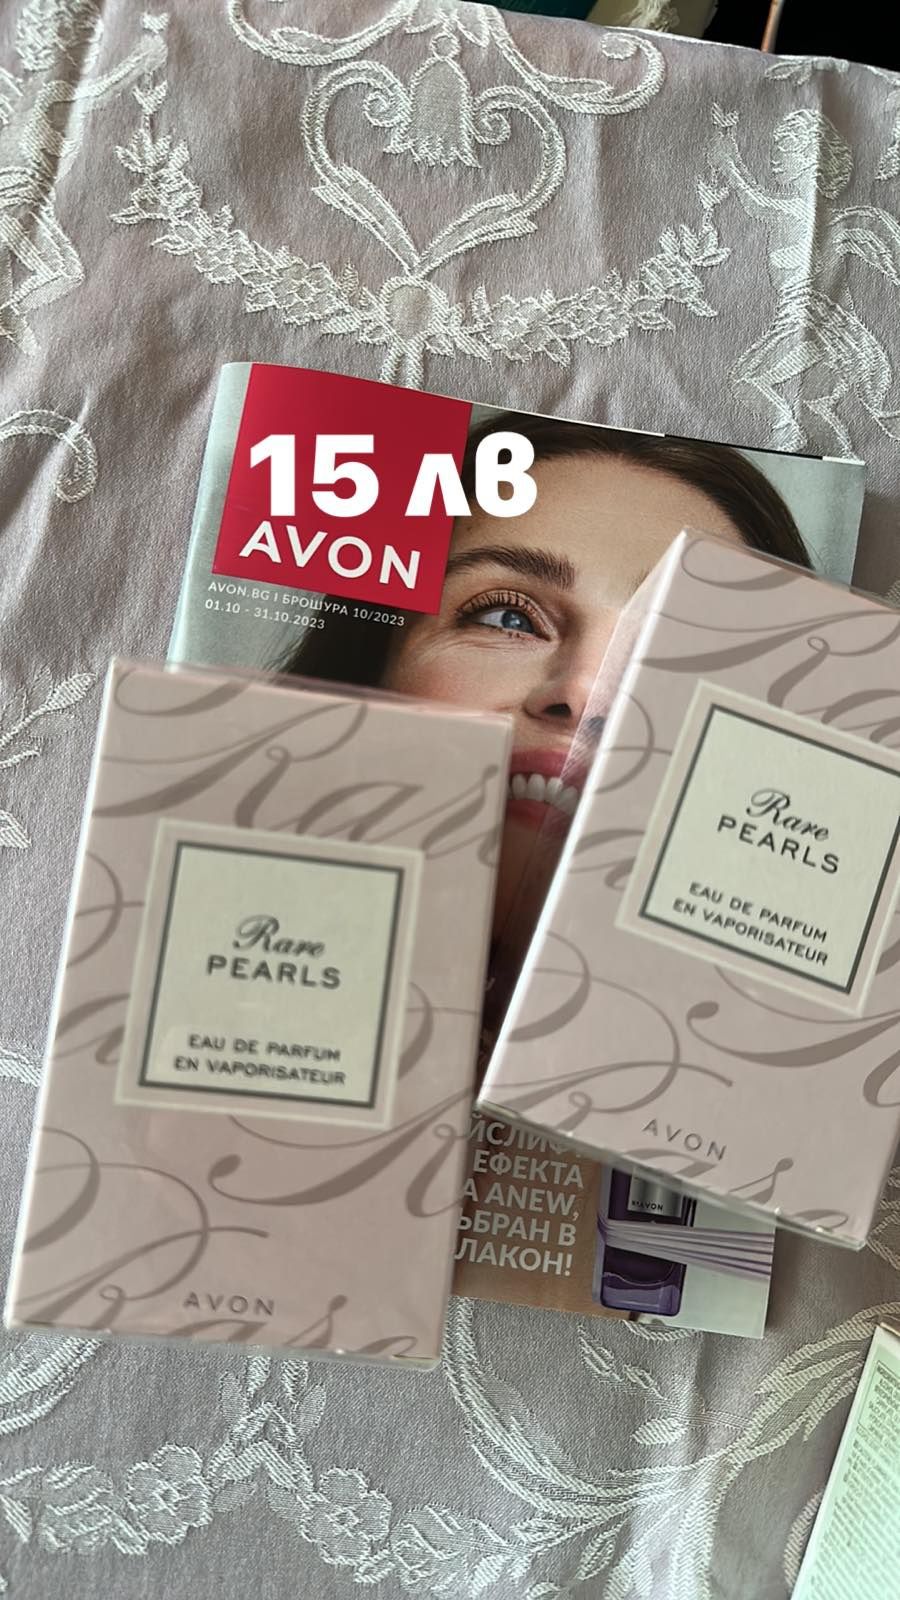 15 лв
AVON
AVON.BG I БРОШУРА 10/2023
01.10 - 31.10.2023
Rare
PEARLS
EAU DE PARFUM
EN VAPORISATEUR
AVON
Rare
PEARLS
EAU DE PARFUM
EN VAPORISATEUR
AVON
ЕФЕКТА
А ANEW,
ЪБРАН В
ЛАКОН!
AVON